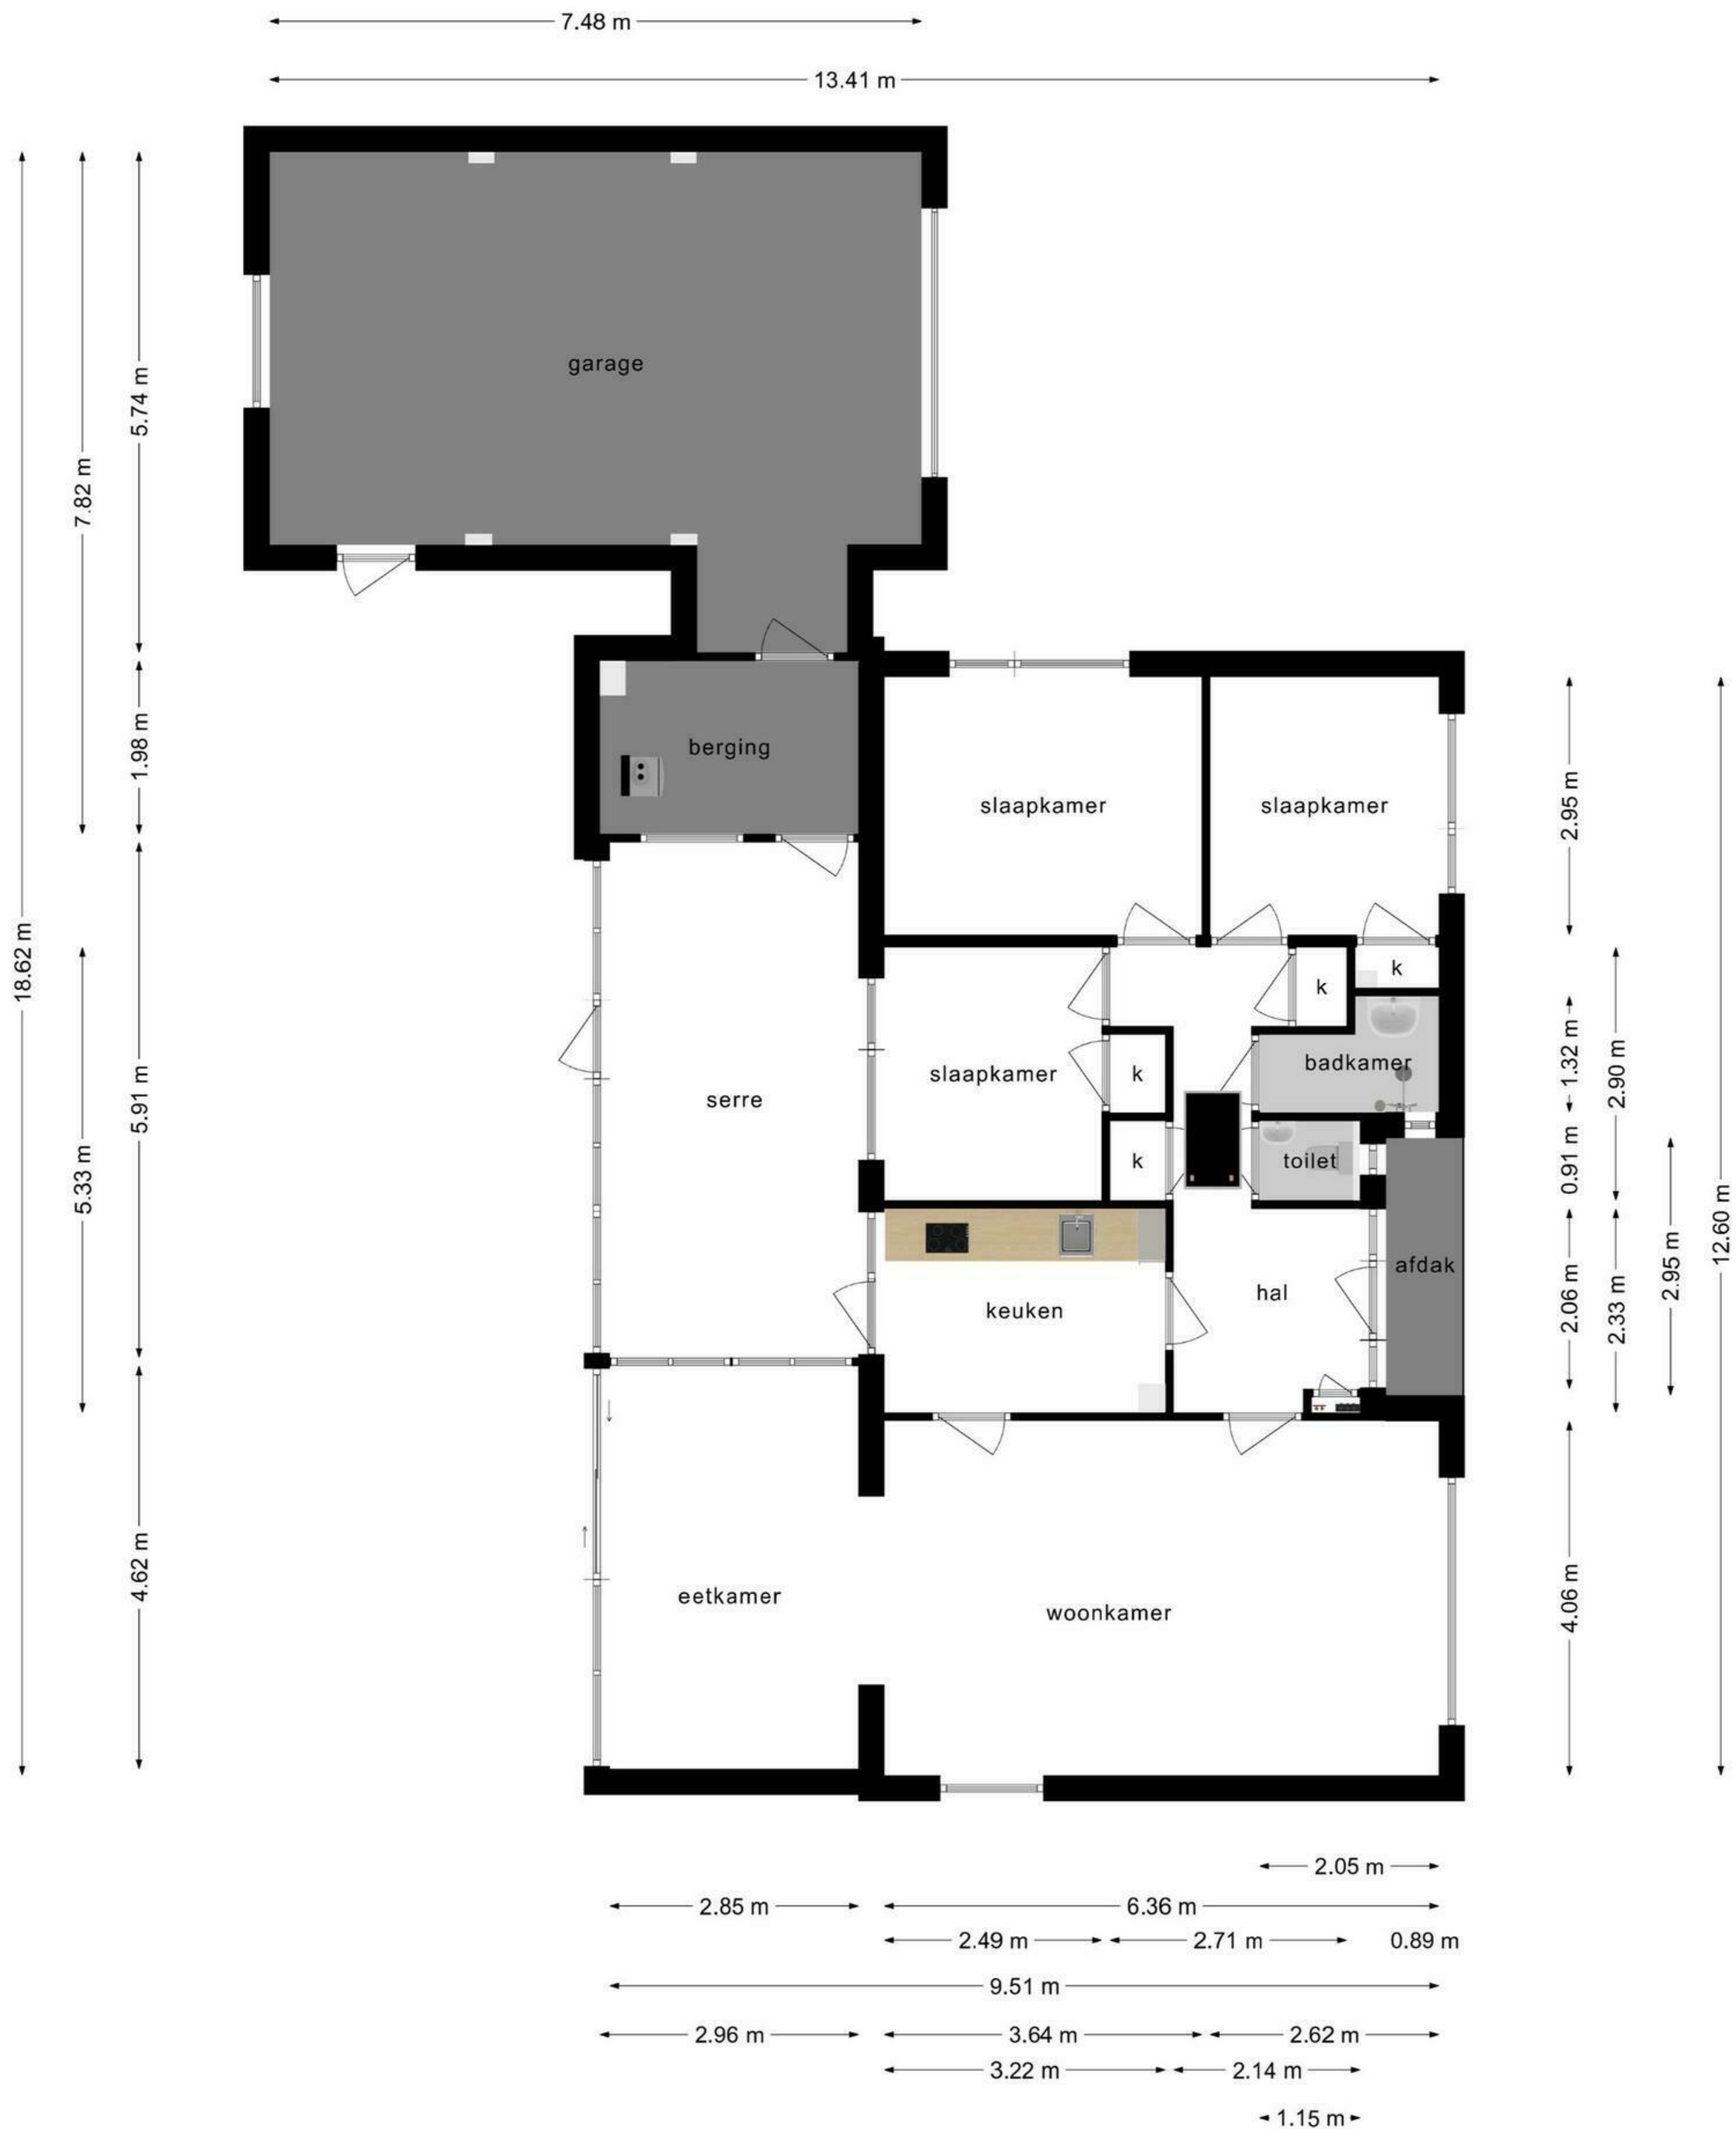 7.48 m
13.41 m
garage
5.74 m
7.82 m
berging
1.98 m
slaapkamer
slaapkamer
2.95 m
18.62 m
k
k
slaapkamer
k
badkamer
1.32 m
2.90 m
serre
5.91 m
5.33 m
k
toilet
0.91 m
12.60 m
afdak
2.95 m
hal
keuken
2.06 m
2.33 m
4.62 m
eetkamer
woonkamer
4.06 m
2.05 m
2.85 m
6.36 m
2.49 m
2.71 m
0.89 m
9.51 m
2.96 m
3.64 m
2.62 m
3.22 m
2.14 m
1.15 m